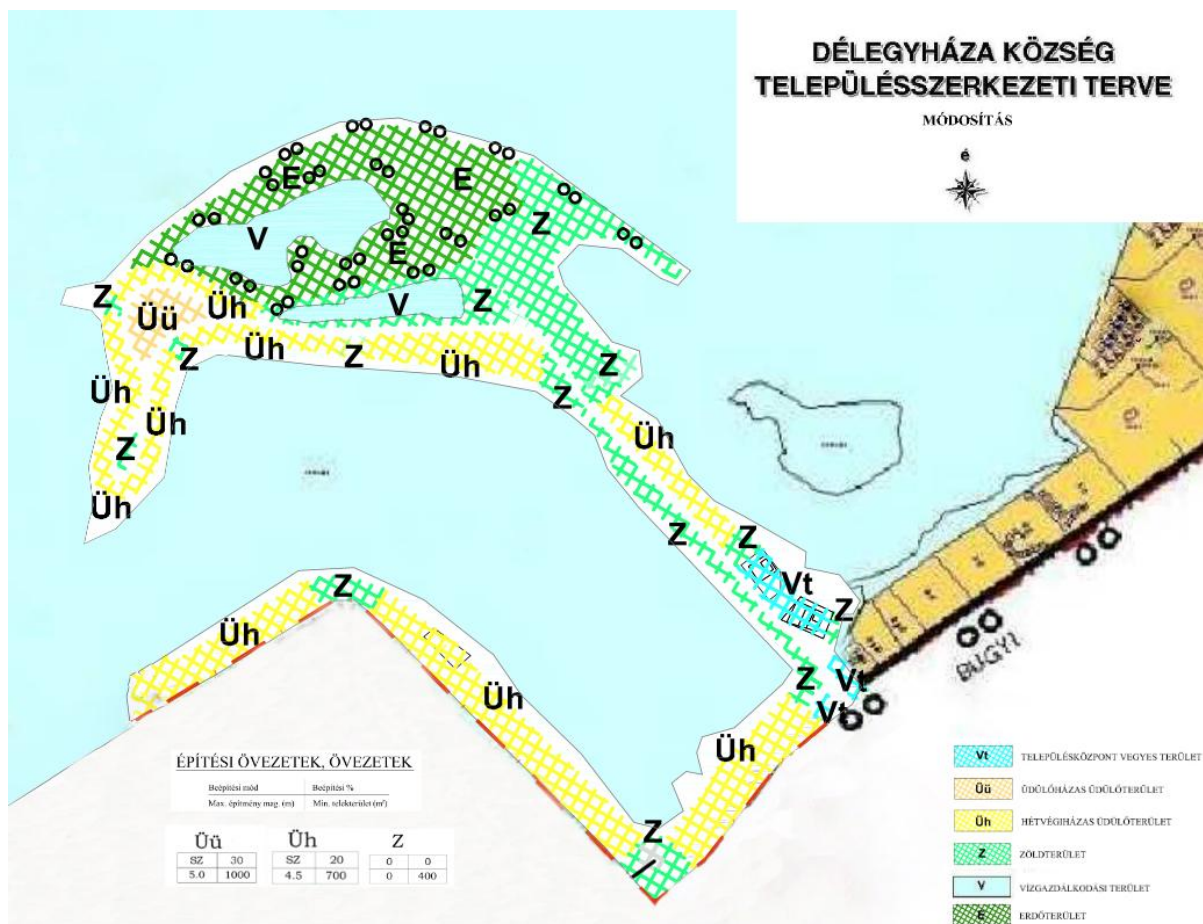 DÉLEGYHÁZA KÖZSÉG
TELEPÜLÉSSZERKEZETI TERVE
MÓDOSÍTÁS
é
E
E
Z
V
E
Z
Üh
V
Z
Üü
Üh
Z
Z
Üh
Z
Üh
Z
Üh
Üh
Z
Üh
Z
Z
Üh
Vt
Z
Z
Üh
Üh
Z
Vt
Vt
Üh
Z
BUGYI
ÉPÍTÉSI ÖVEZETEK, ÖVEZETEK
Beépítési mód Beépítési %
Max. építmény mag. (m) Min. telekterület (m²)
Üü
SZ 30
5.0 1000
Üh
SZ 20
4.5 700
Z
0 0
0 400
Vt TELEPÜLÉSKÖZPONT VEGYES TERÜLET
Üü ÜDÜLŐHÁZAS ÜDÜLŐTERÜLET
Üh HÉTVÉGIHÁZAS ÜDÜLŐTERÜLET
Z ZÖLDTERÜLET
V VÍZGAZDÁLKODÁSI TERÜLET
E ERDŐTERÜLET